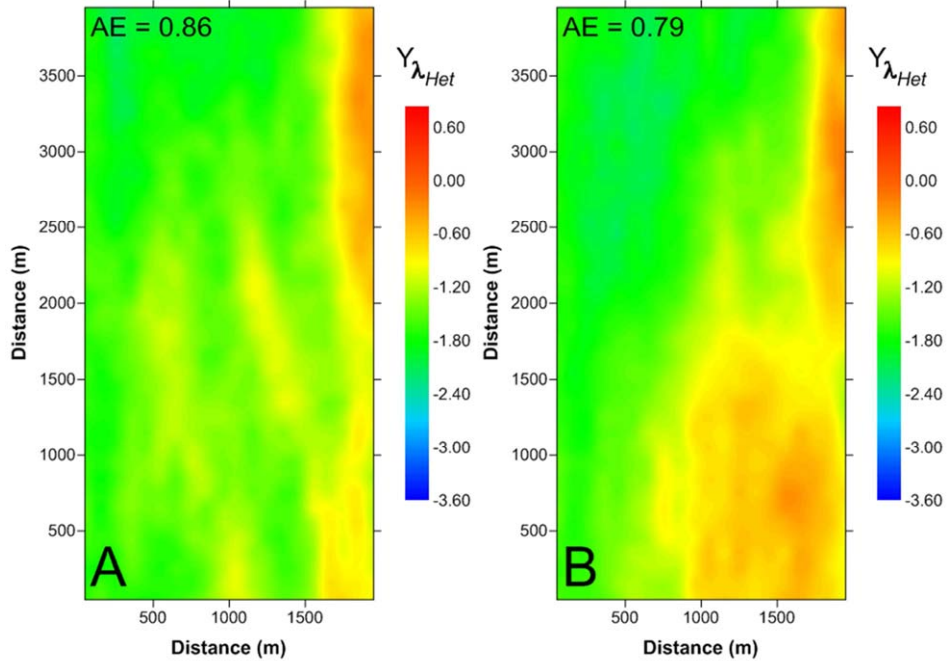 AE = 0.86
Y λ Het
3500
3000
2500
2000
1500
1000
500
Distance (m)
0.60
0.00
-0.60
-1.20
-1.80
-2.40
-3.00
-3.60
A
500 1000 1500
Distance (m)
AE = 0.79
Y λ Het
3500
3000
2500
2000
1500
1000
500
Distance (m)
0.60
0.00
-0.60
-1.20
-1.80
-2.40
-3.00
-3.60
B
500 1000 1500
Distance (m)